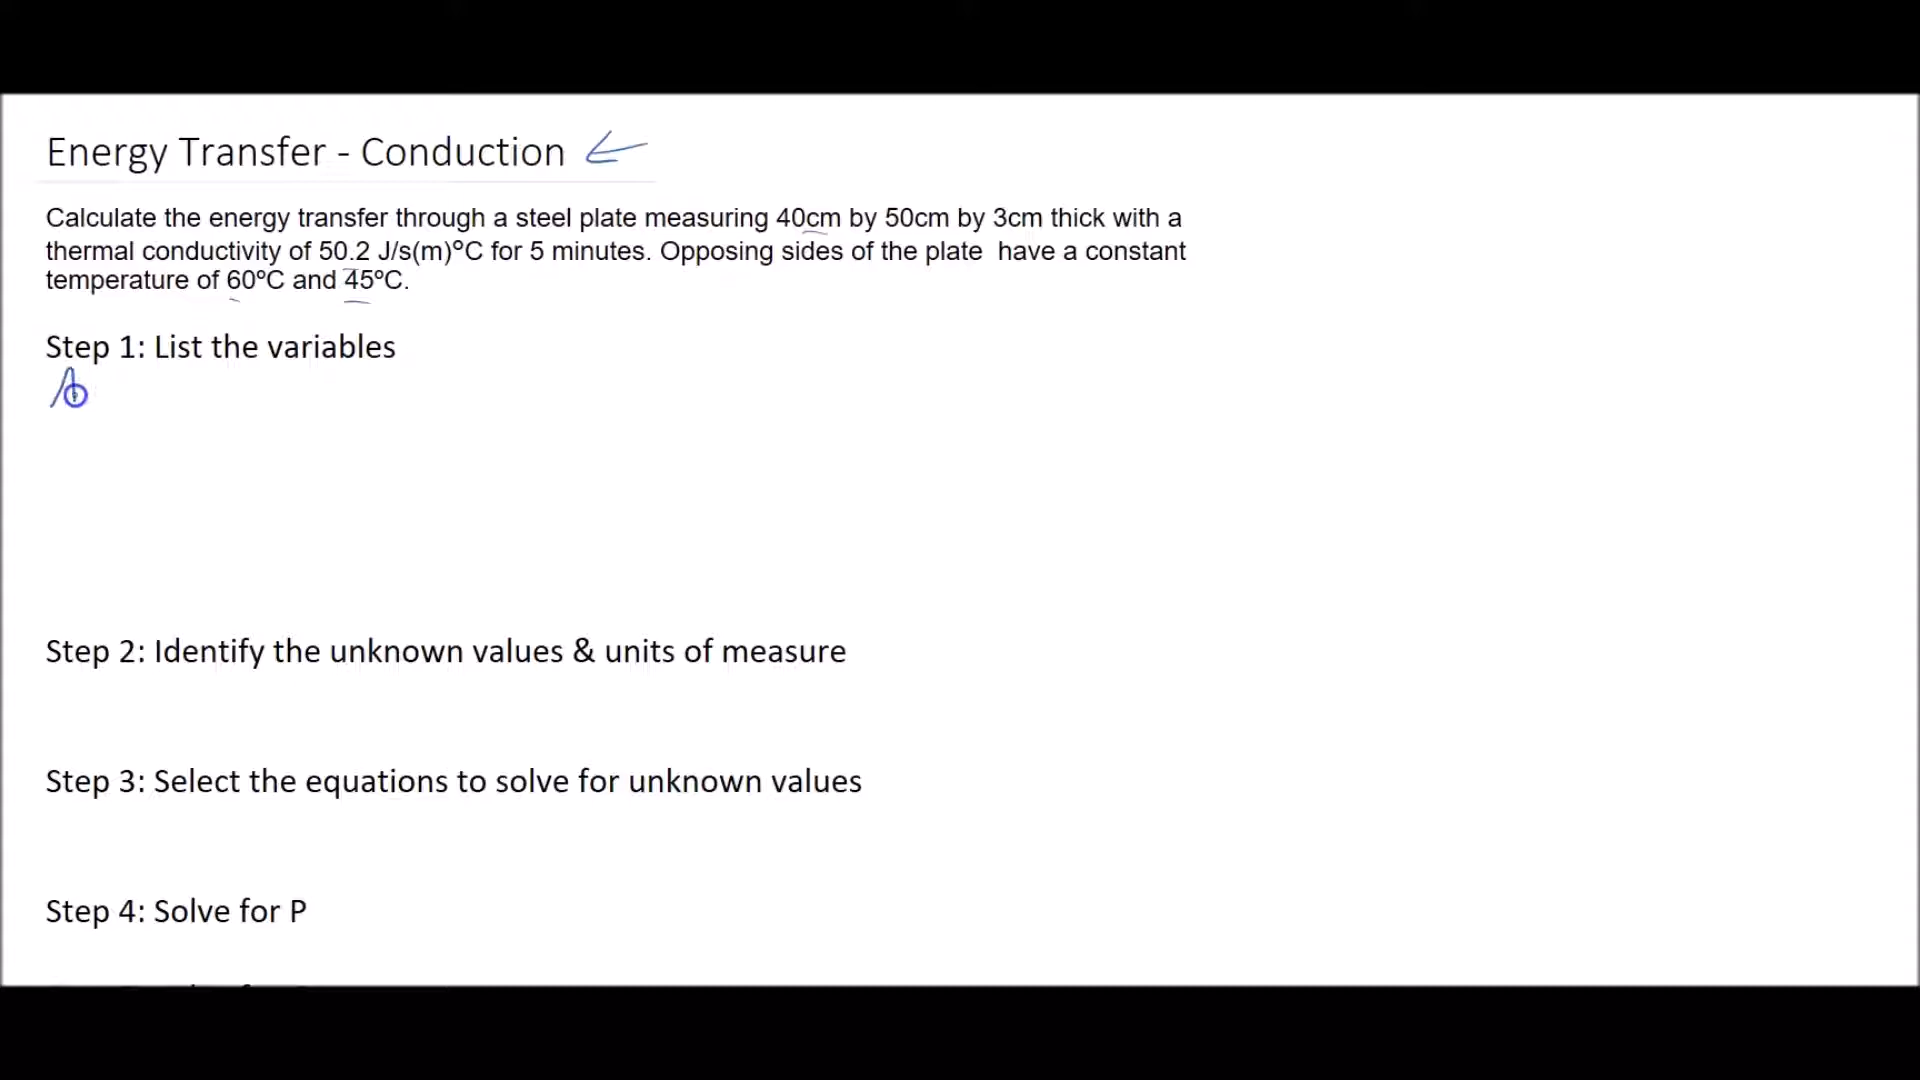 Energy Transfer - Conduction
Calculate the energy transfer through a steel plate measuring 40cm by 50cm by 3cm thick with a
thermal conductivity of 50.2 J/s(m)ºC for 5 minutes. Opposing sides of the plate  have a constant
temperature of 60ºC and 45ºC.
Step 1: List the variables
Step 2: Identify the unknown values & units of measure
Step 3: Select the equations to solve for unknown values
Step 4: Solve for P